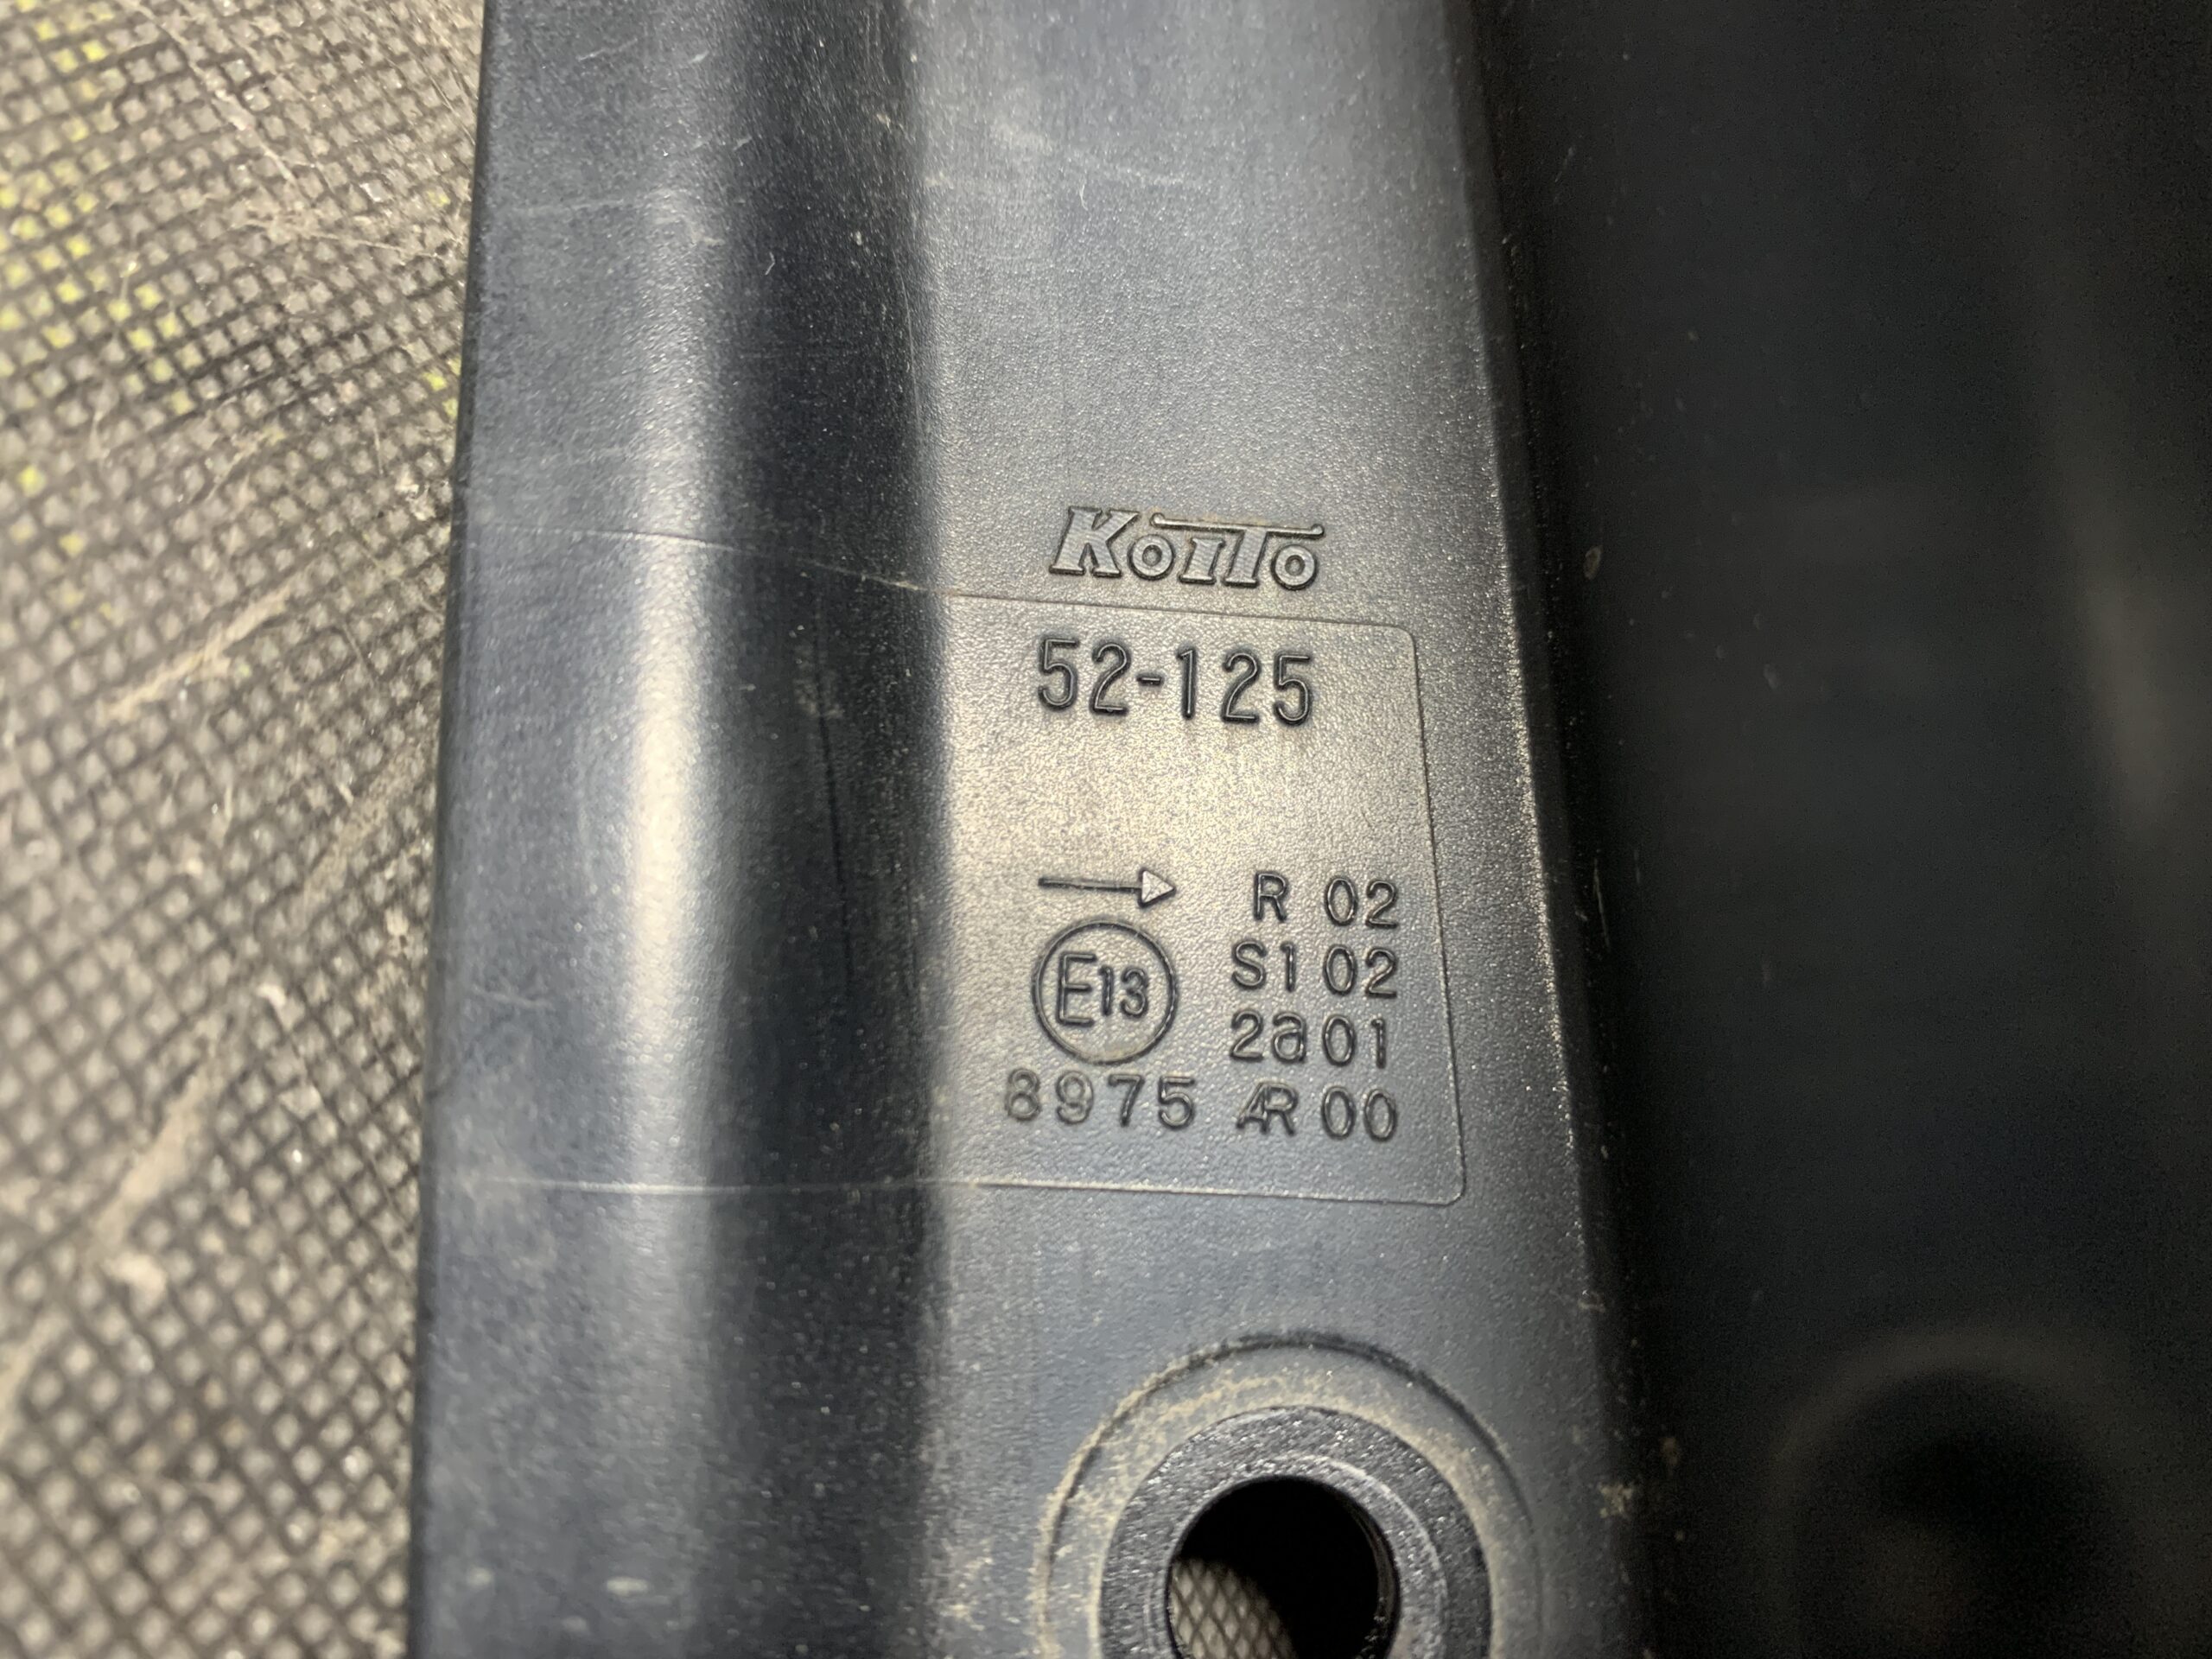 KOITO
52-125
→ R 02
E13 S1 02
2a 01
8975 AR 00